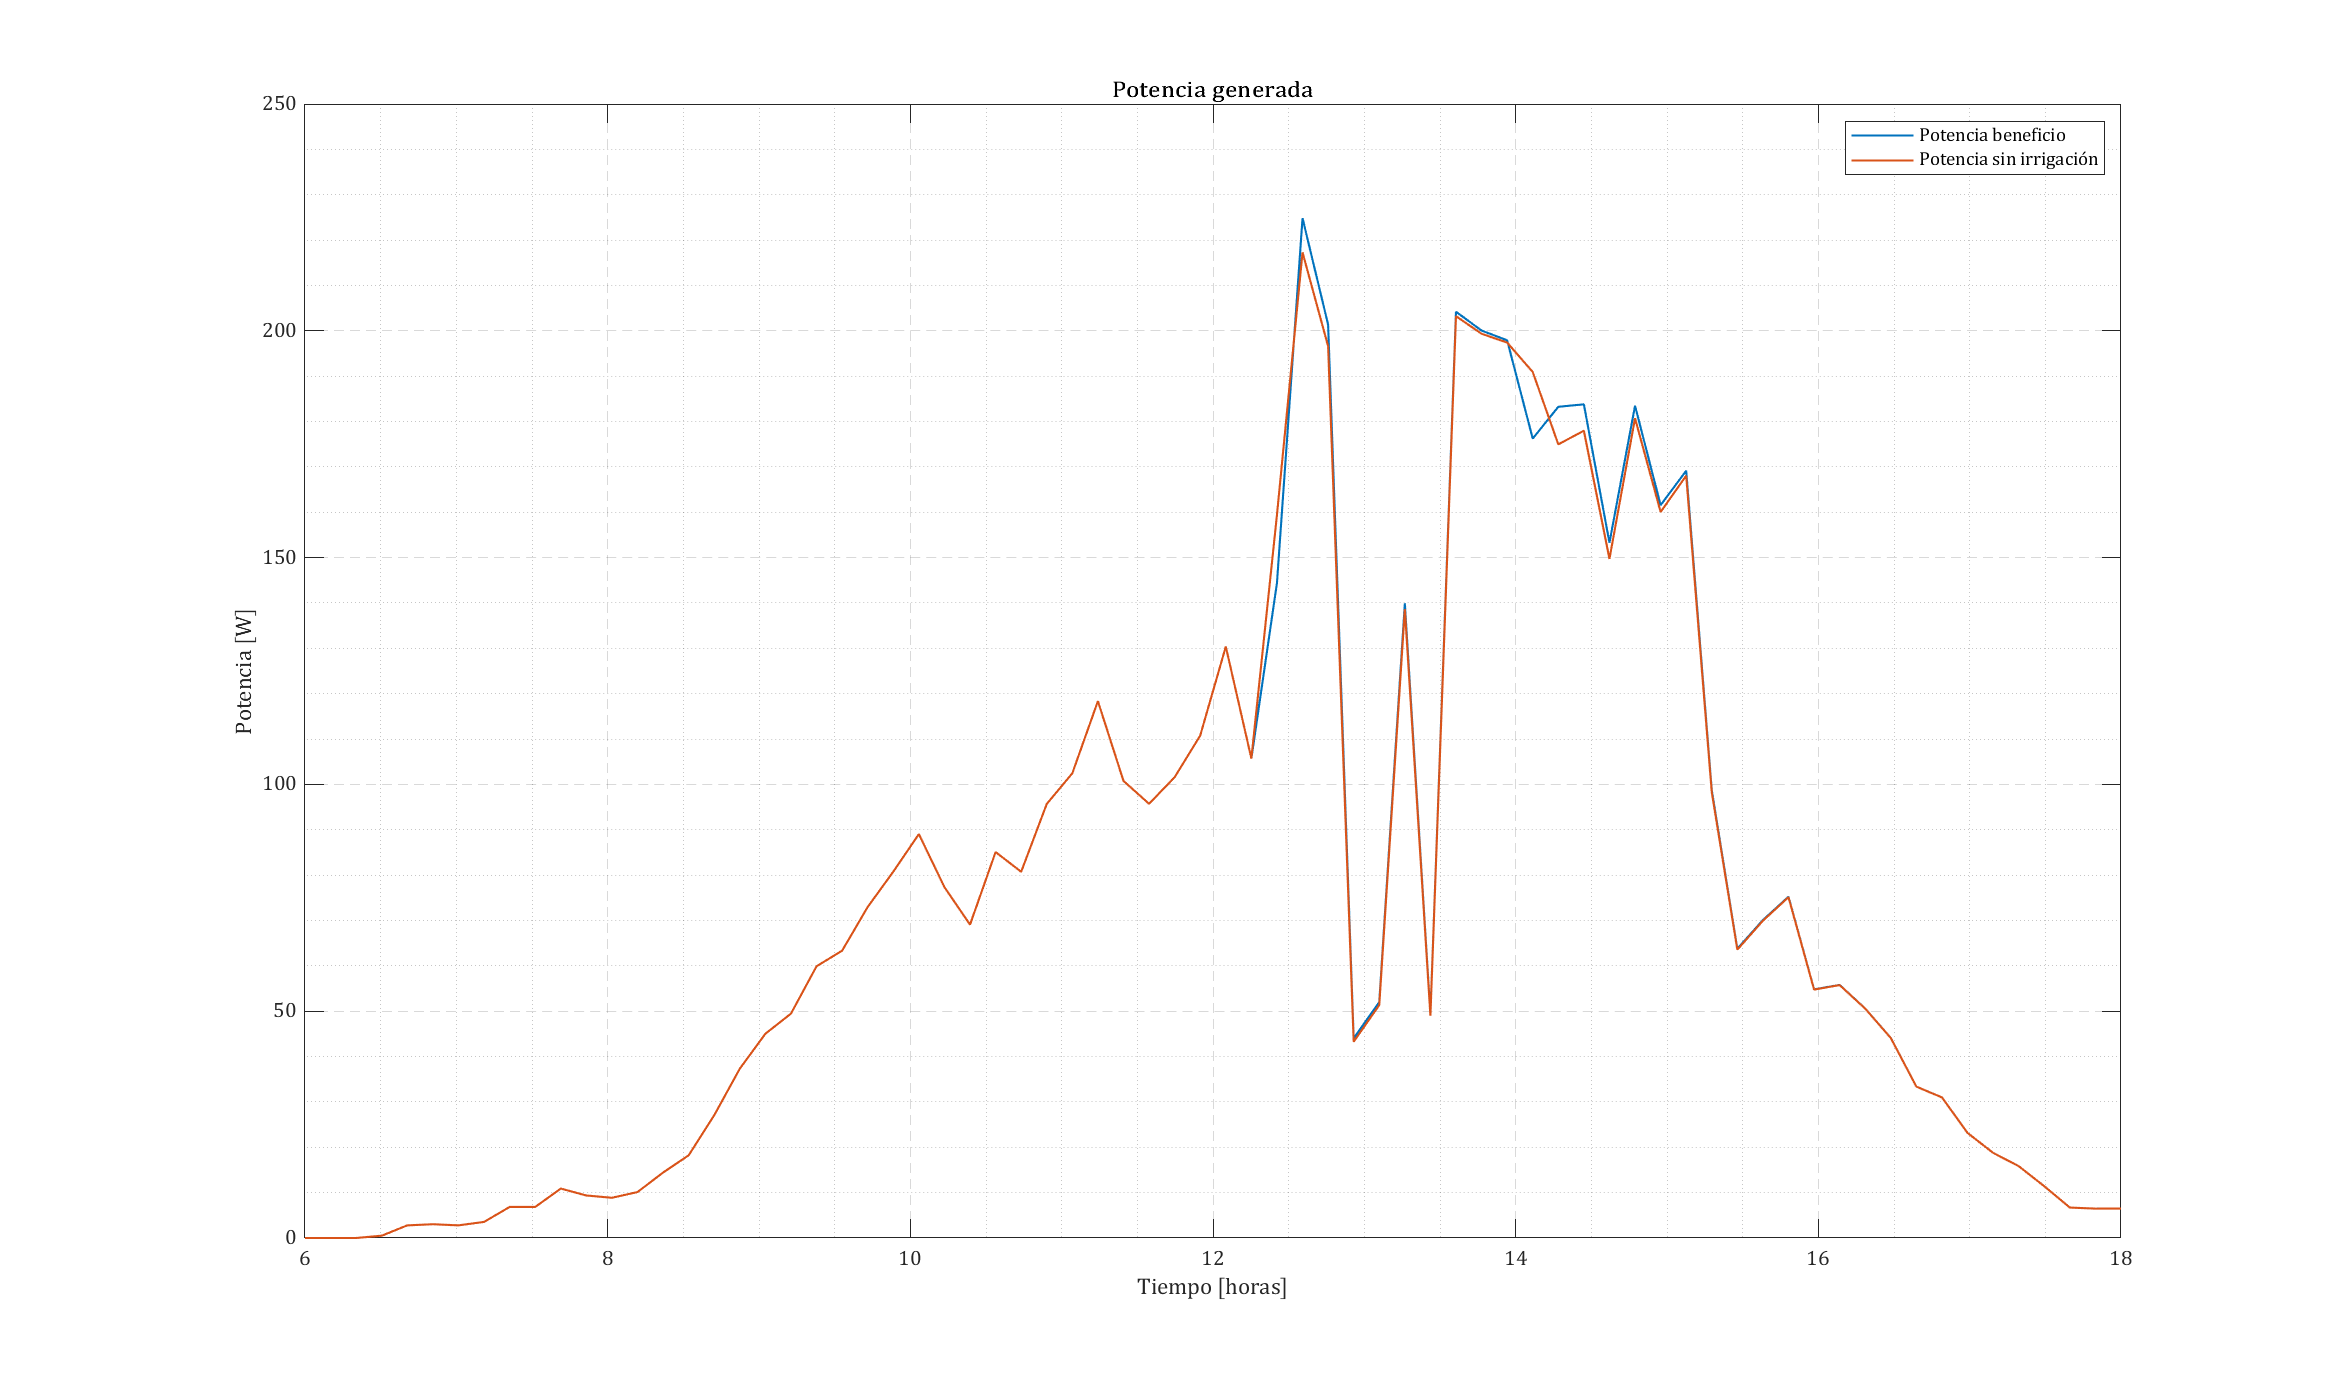 Potencia generada
250
Potencia beneficio
Potencia sin irrigación
200
150
Potencia [W]
100
50
0
6 8 10 12 14 16 18
Tiempo [horas]